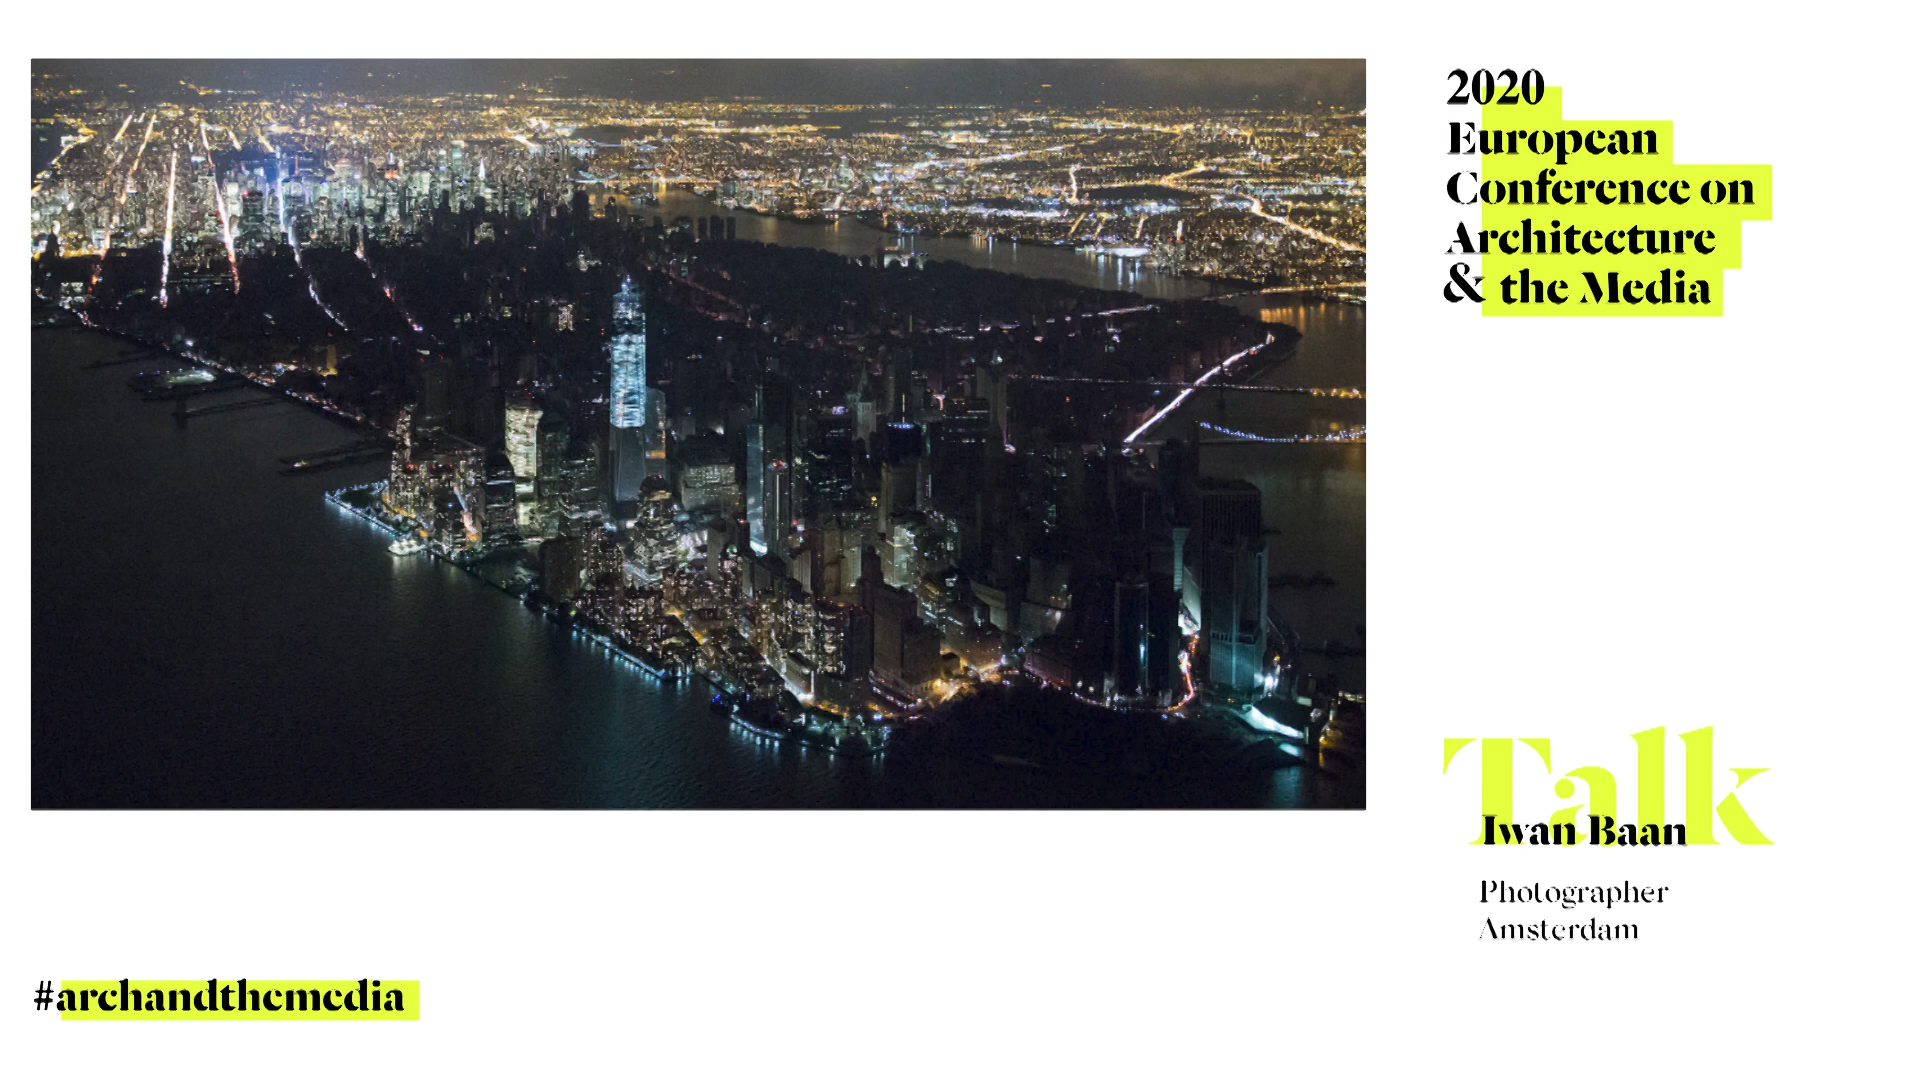 2020
European
Conference on
Architecture
& the Media
Talk
Iwan Baan
Photographer
Amsterdam
#archandthemedia